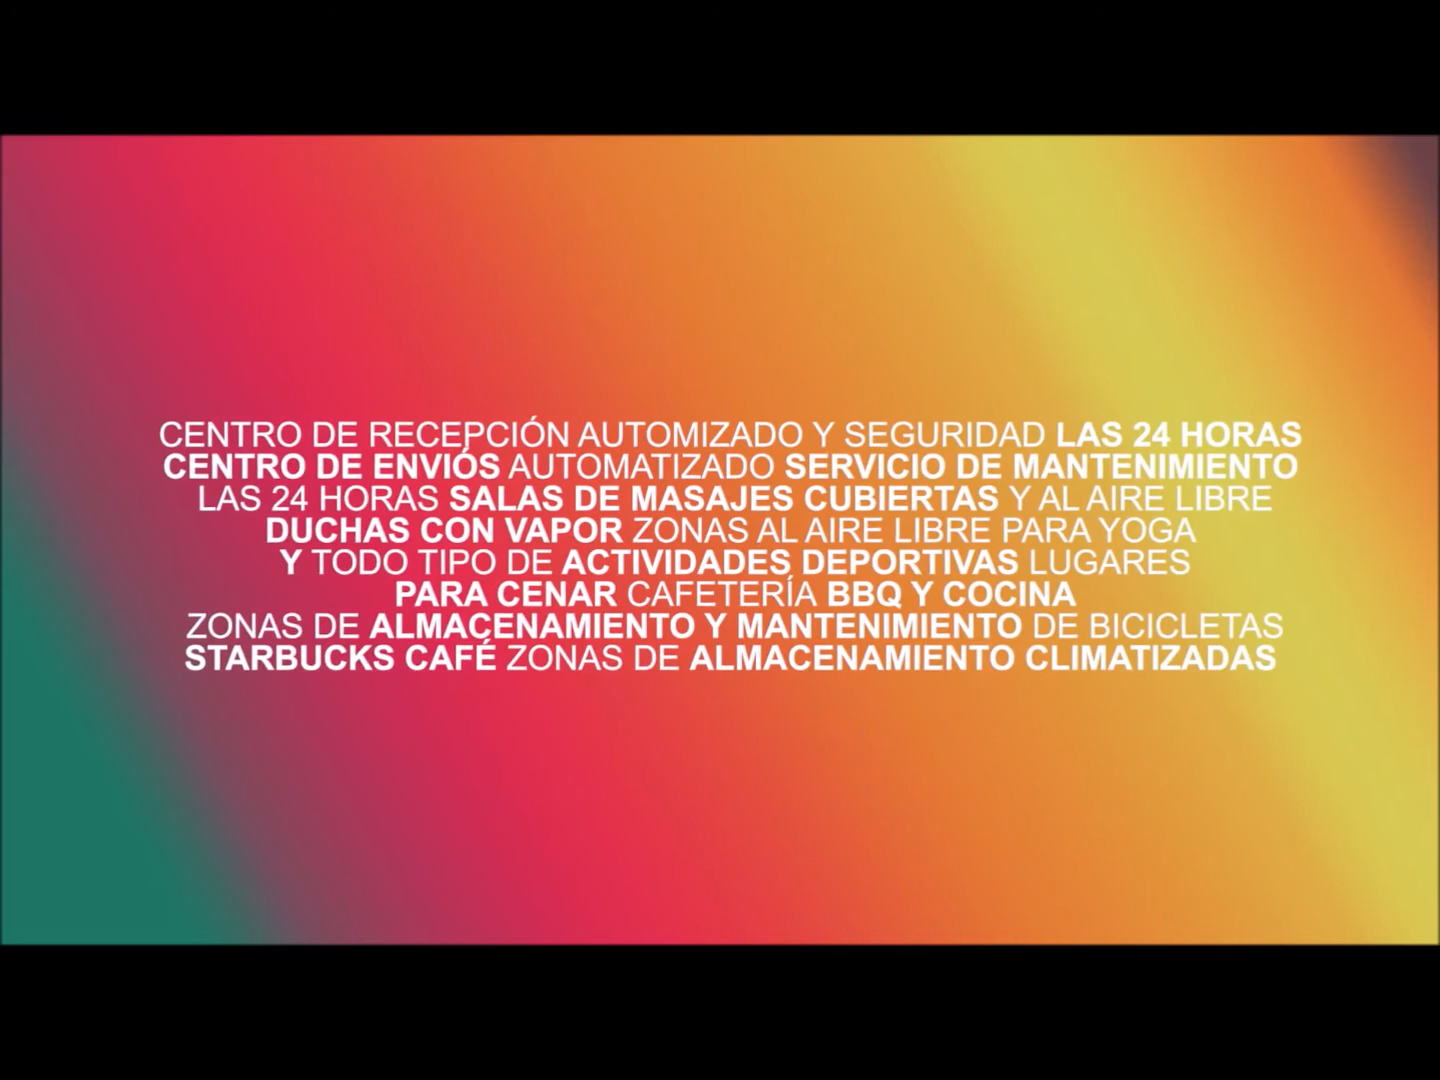 CENTRO DE RECEPCIÓN AUTOMIZADO Y SEGURIDAD LAS 24 HORAS
CENTRO DE ENVIÓS AUTOMATIZADO SERVICIO DE MANTENIMIENTO
LAS 24 HORAS SALAS DE MASAJES CUBIERTAS Y AL AIRE LIBRE
DUCHAS CON VAPOR ZONAS AL AIRE LIBRE PARA YOGA
Y TODO TIPO DE ACTIVIDADES DEPORTIVAS LUGARES
PARA CENAR CAFETERÍA BBQ Y COCINA
ZONAS DE ALMACENAMIENTO Y MANTENIMIENTO DE BICICLETAS
STARBUCKS CAFÉ ZONAS DE ALMACENAMIENTO CLIMATIZADAS